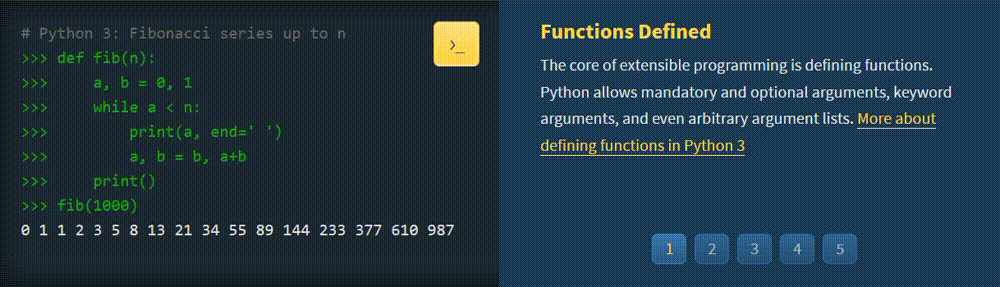 # Python 3: Fibonacci series up to n
>>> def fib(n):
>>>     a, b = 0, 1
>>>     while a < n:
>>>         print(a, end=' ')
>>>         a, b = b, a+b
>>>     print()
>>> fib(1000)
0 1 1 2 3 5 8 13 21 34 55 89 144 233 377 610 987
>_
Functions Defined
The core of extensible programming is defining functions.
Python allows mandatory and optional arguments, keyword
arguments, and even arbitrary argument lists. More about
defining functions in Python 3
1 2 3 4 5